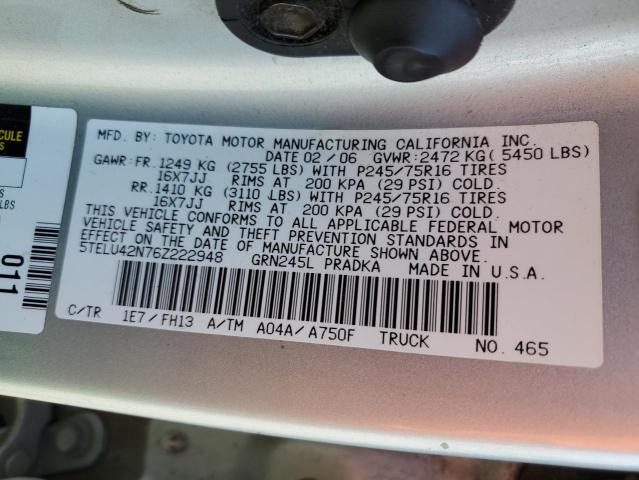 CULE
S
LBS
011
MFD. BY: TOYOTA MOTOR MANUFACTURING CALIFORNIA INC.
DATE 02 / 06 GVWR: 2472 KG ( 5450 LBS)
GAWR: FR. 1249 KG (2755 LBS) WITH P245/75R16 TIRES
16X7JJ RIMS AT 200 KPA (29 PSI) COLD.
RR. 1410 KG (3110 LBS) WITH P245/75R16 TIRES
16X7JJ RIMS AT 200 KPA (29 PSI) COLD.
THIS VEHICLE CONFORMS TO ALL APPLICABLE FEDERAL MOTOR
VEHICLE SAFETY AND THEFT PREVENTION STANDARDS IN
EFFECT ON THE DATE OF MANUFACTURE SHOWN ABOVE.
5TELU42N76Z222948 GRN245L PRADKA MADE IN U.S.A.
C/TR 1E7 / FH13 A/TM A04A / A750F TRUCK NO. 465